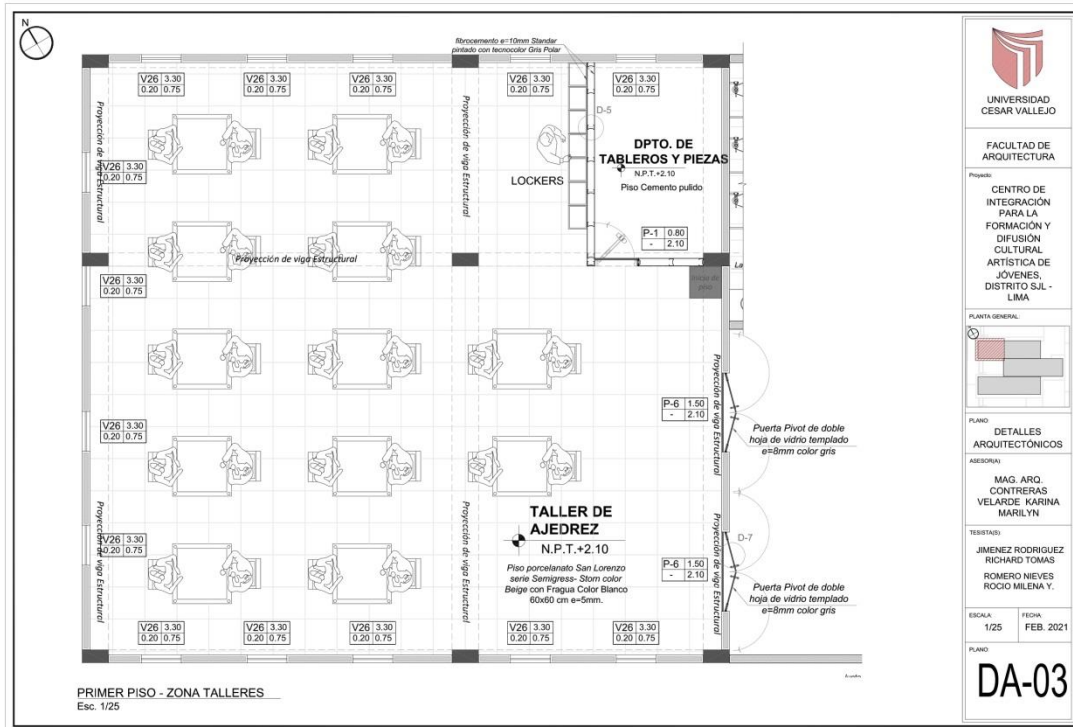 N
fibrocemento e=10mm Standar
pintado con tecnocolor Gris Polar
V26 3.30
0.20 0.75
V26 3.30
0.20 0.75
V26 3.30
0.20 0.75
V26 3.30
0.20 0.75
V26 3.30
0.20 0.75
Proyección de viga Estructural
Proyección de viga Estructural
D-5
DPTO. DE
TABLEROS Y PIEZAS
N.P.T.+2.10
Piso Cemento pulido
LOCKERS
V26 3.30
0.20 0.75
P-1 0.80
- 2.10
Proyección de viga Estructural
La
V26 3.30
0.20 0.75
piso
Proyección de viga Estructural
P-6 1.50
- 2.10
Puerta Pivot de doble
hoja de vidrio templado
e=8mm color gris
V26 3.30
0.20 0.75
Proyección de viga Estructural
Proyección de viga Estructural
Proyección de viga Estructural
TALLER DE
AJEDREZ
N.P.T.+2.10
Piso porcelanato San Lorenzo
serie Semigress- Storn color
Beige con Fragua Color Blanco
60x60 cm e=5mm.
V26 3.30
0.20 0.75
D-7
P-6 1.50
- 2.10
Puerta Pivot de doble
hoja de vidrio templado
e=8mm color gris
V26 3.30
0.20 0.75
V26 3.30
0.20 0.75
V26 3.30
0.20 0.75
V26 3.30
0.20 0.75
V26 3.30
0.20 0.75
PRIMER PISO - ZONA TALLERES
Esc. 1/25
UNIVERSIDAD
CESAR VALLEJO
FACULTAD DE
ARQUITECTURA
Proyecto:
CENTRO DE
INTEGRACIÓN
PARA LA
FORMACIÓN Y
DIFUSIÓN
CULTURAL
ARTÍSTICA DE
JÓVENES,
DISTRITO SJL -
LIMA
PLANTA GENERAL:
N
PLANO
DETALLES
ARQUITECTÓNICOS
ASESOR(A)
MAG. ARQ.
CONTRERAS
VELARDE KARINA
MARILYN
TESISTA(S)
JIMENEZ RODRIGUEZ
RICHARD TOMAS
ROMERO NIEVES
ROCIO MILENA Y.
ESCALA:
1/25
FECHA:
FEB. 2021
PLANO:
DA-03